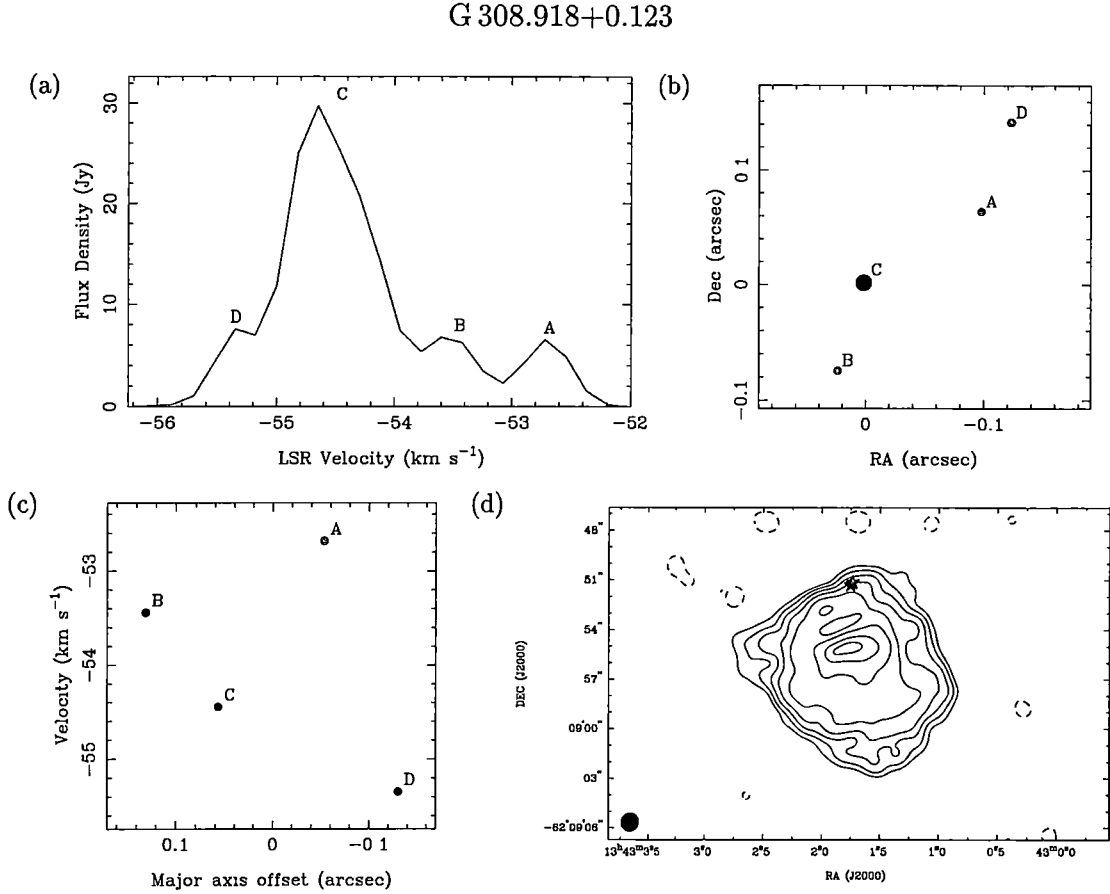 G 308.918+0.123
(a)
Flux Density (Jy)
30
20
10
0
D
C
B
A
−56
−55
−54
−53
−52
LSR Velocity (km s−1)
(b)
Dec (arcsec)
0 1
0
−0.1
D
A
C
B
0
−0.1
RA (arcsec)
(c)
Velocity (km s−1)
−53
−54
−55
A
B
C
D
0.1
0
−0 1
Major axis offset (arcsec)
(d)
DEC (J2000)
48"
51"
54"
57"
09'00"
03"
−62°09'06"
13h43m3s5
3s0
2s5
2s0
1s5
1s0
0s5
43m0s0
RA (J2000)